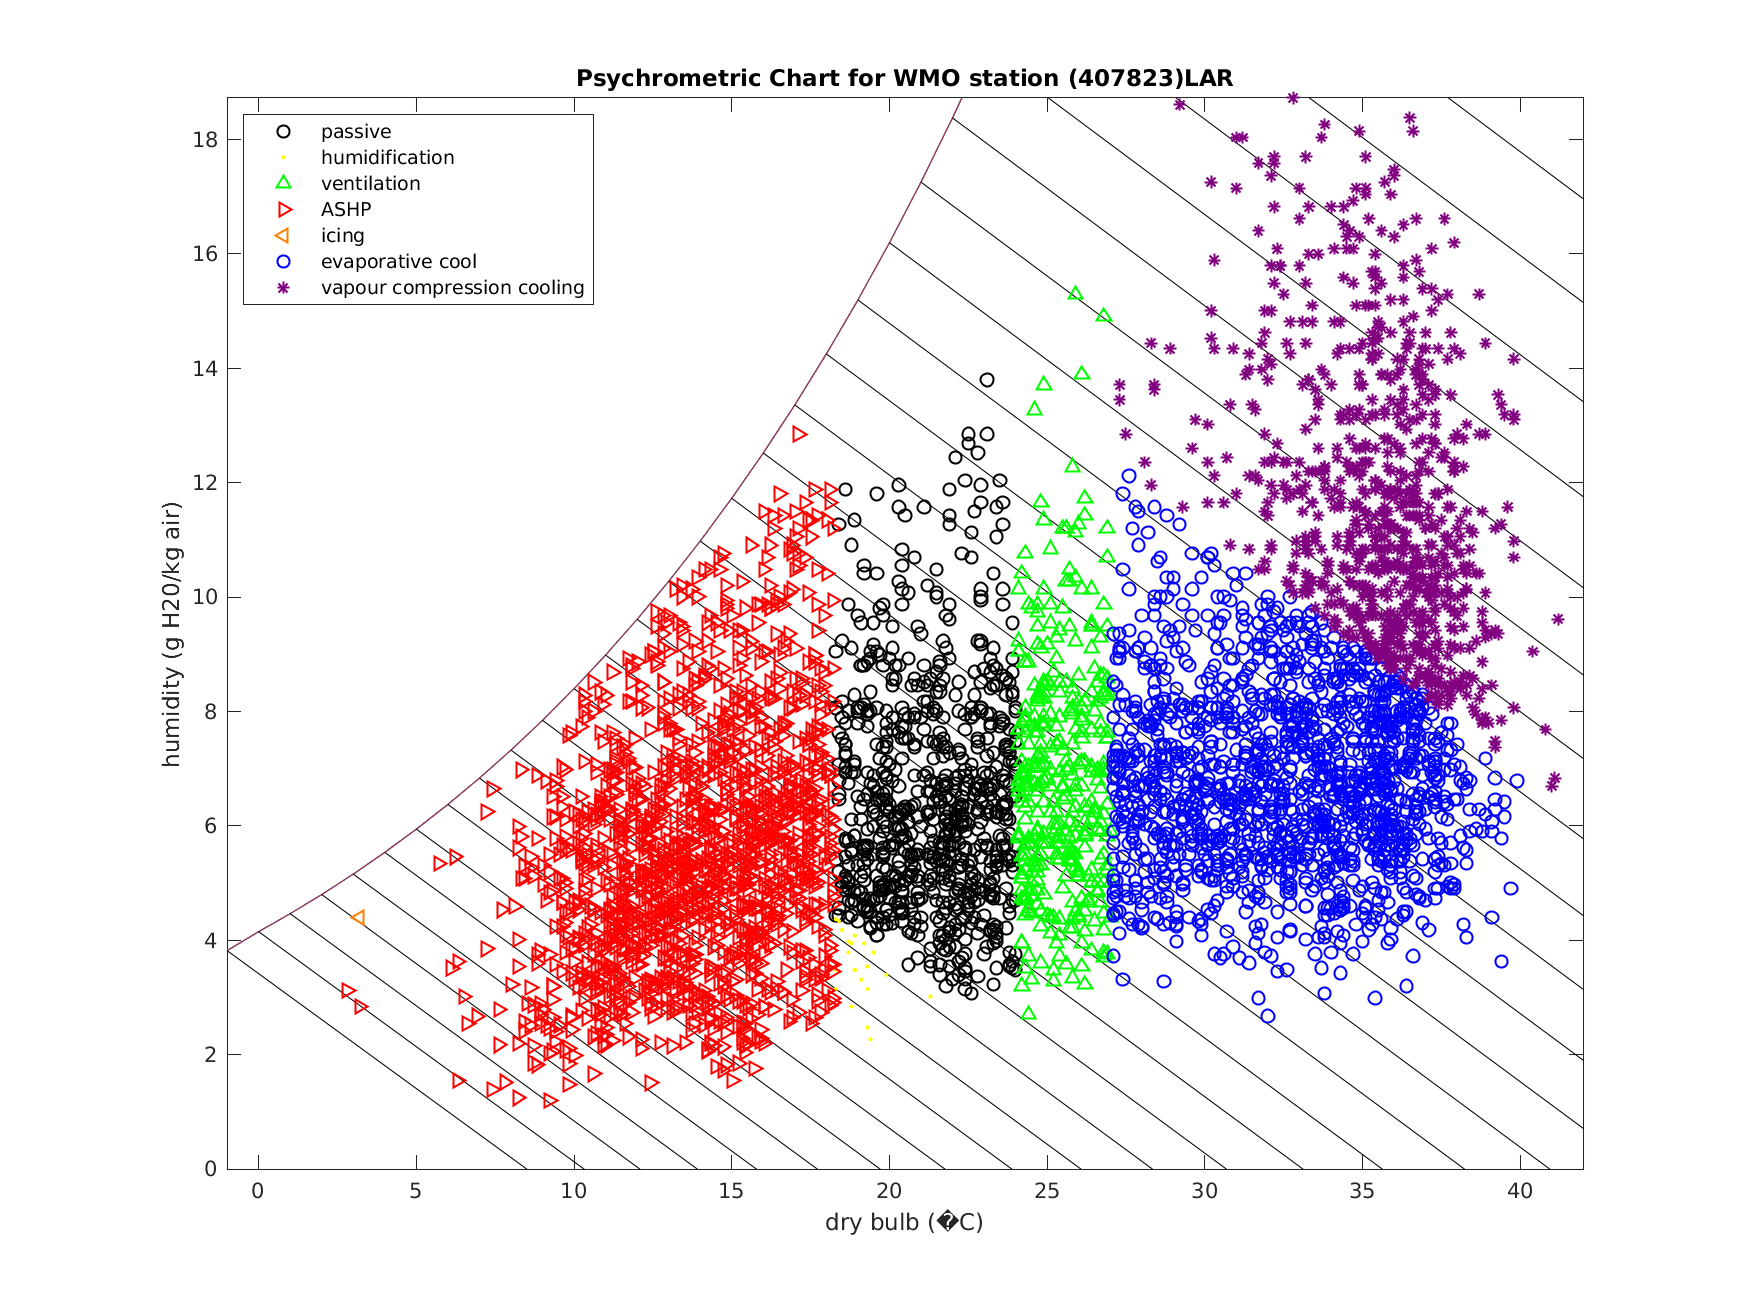 Psychrometric Chart for WMO station (407823)LAR
passive
humidification
ventilation
ASHP
icing
evaporative cool
vapour compression cooling
humidity (g H20/kg air)
18
16
14
12
10
8
6
4
2
0
0 5 10 15 20 25 30 35 40
dry bulb (�C)